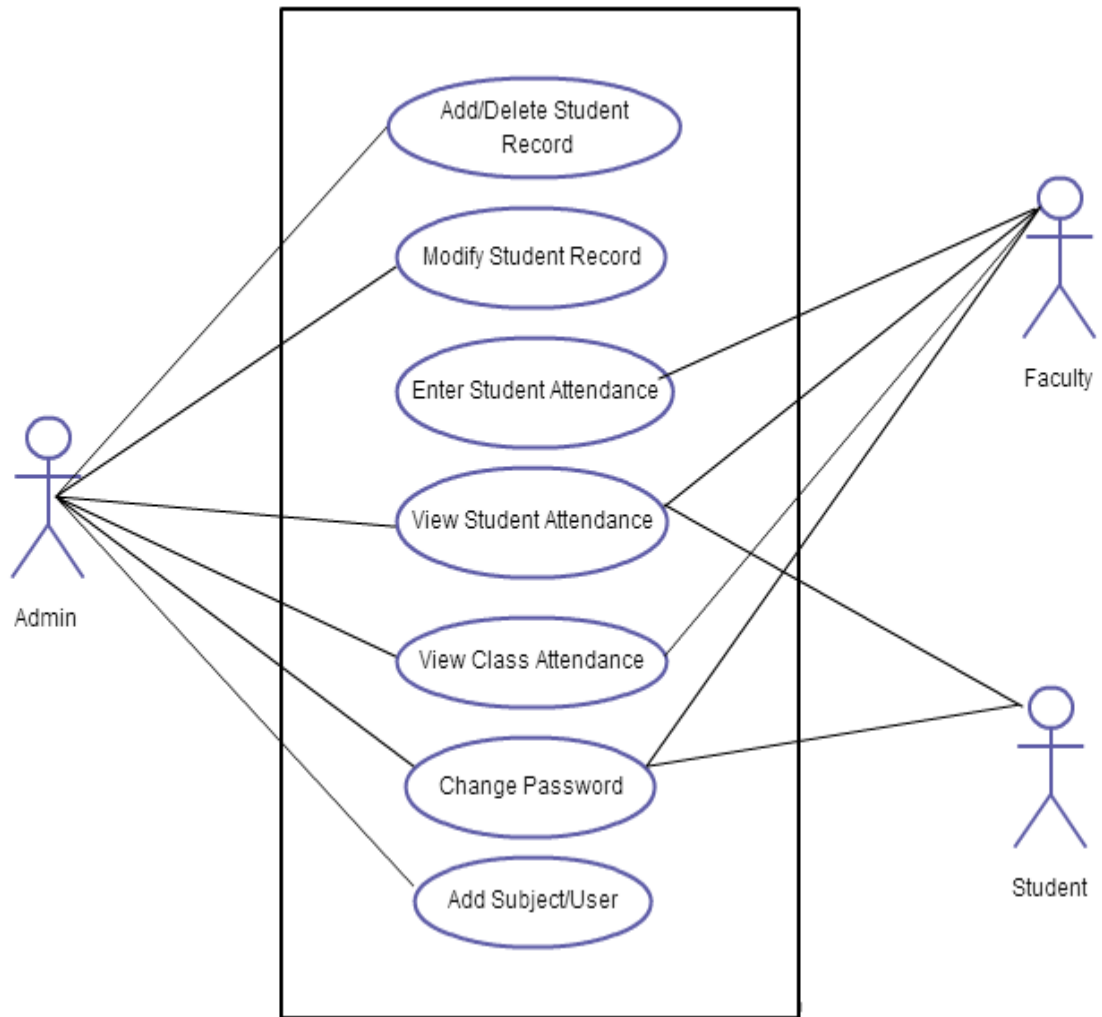 Add/Delete Student
Record
Modify Student Record
Enter Student Attendance
Faculty
View Student Attendance
Admin
View Class Attendance
Change Password
Student
Add Subject/User